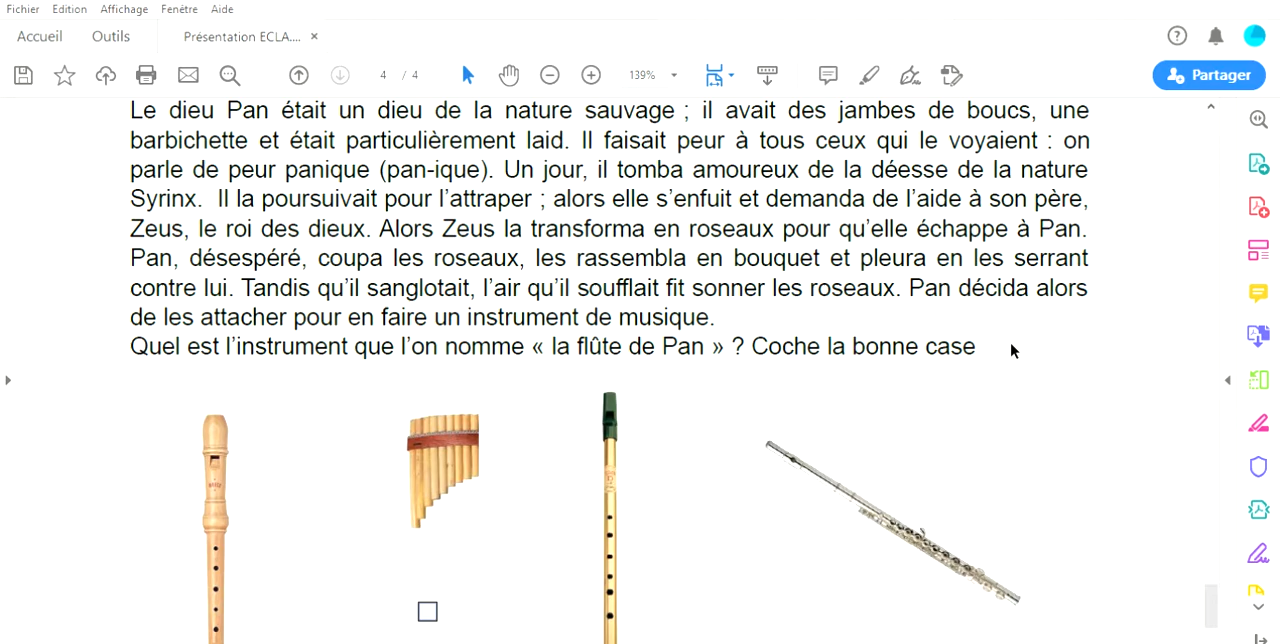 Fichier Edition Affichage Fenêtre Aide
Accueil Outils Présentation ECLA.... ×
4 / 4 139% Partager
Le dieu Pan était un dieu de la nature sauvage ; il avait des jambes de boucs, une
barbichette et était particulièrement laid. Il faisait peur à tous ceux qui le voyaient : on
parle de peur panique (pan-ique). Un jour, il tomba amoureux de la déesse de la nature
Syrinx. Il la poursuivait pour l’attraper ; alors elle s’enfuit et demanda de l’aide à son père,
Zeus, le roi des dieux. Alors Zeus la transforma en roseaux pour qu’elle échappe à Pan.
Pan, désespéré, coupa les roseaux, les rassembla en bouquet et pleura en les serrant
contre lui. Tandis qu’il sanglotait, l’air qu’il soufflait fit sonner les roseaux. Pan décida alors
de les attacher pour en faire un instrument de musique.
Quel est l’instrument que l’on nomme « la flûte de Pan » ? Coche la bonne case